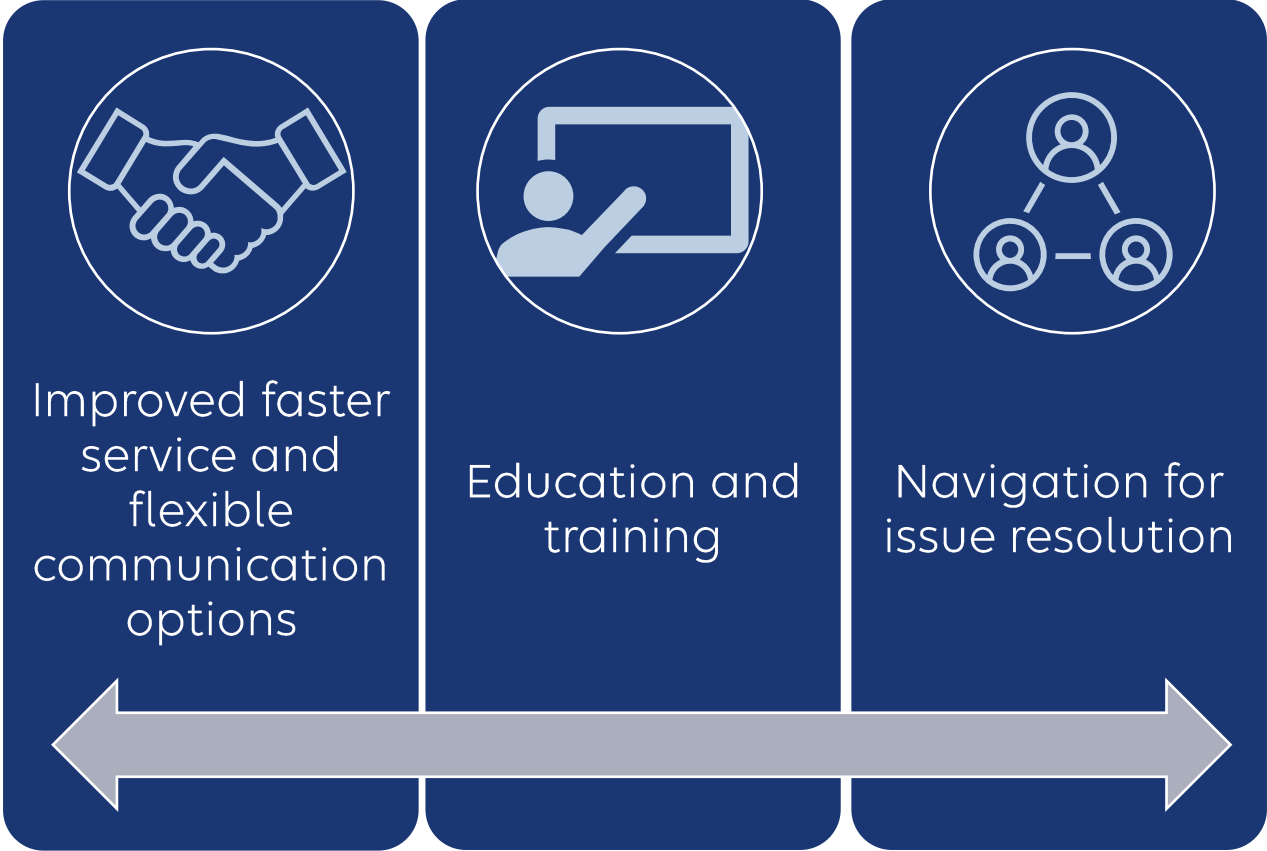 Improved faster
service and
flexible
communication
options
Education and
training
Navigation for
issue resolution